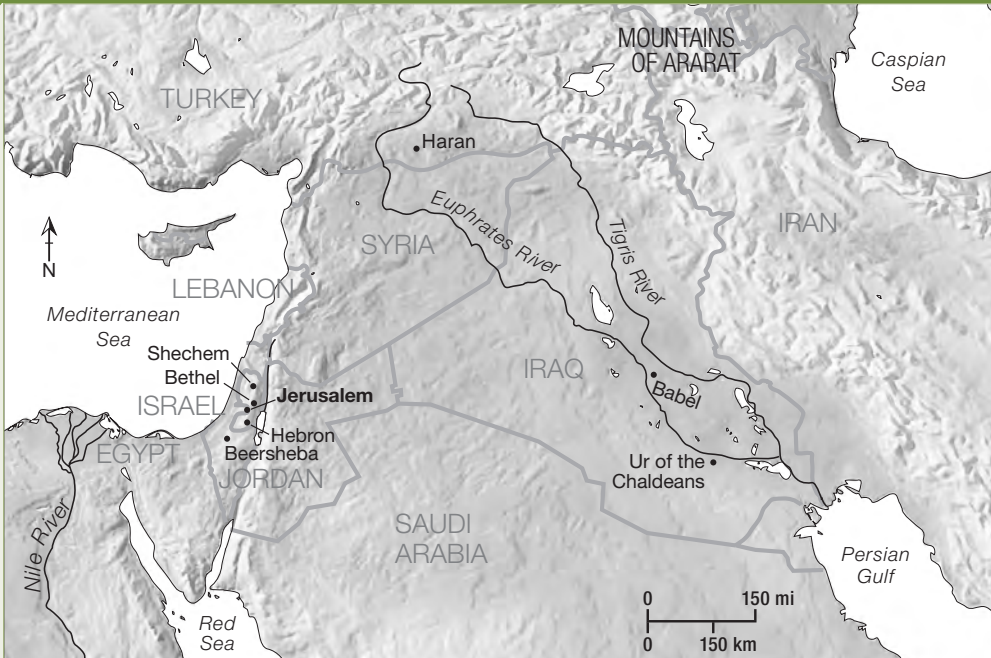 MOUNTAINS
OF ARARAT
Caspian
Sea
TURKEY
Haran
Euphrates River
Tigris River
IRAN
SYRIA
N
LEBANON
Mediterranean
Sea
Shechem
Bethel
ISRAEL
Jerusalem
IRAQ
Babel
Hebron
Beersheba
EGYPT
JORDAN
Ur of the
Chaldeans
Nile River
SAUDI
ARABIA
Persian
Gulf
Red
Sea
0 150 mi
0 150 km